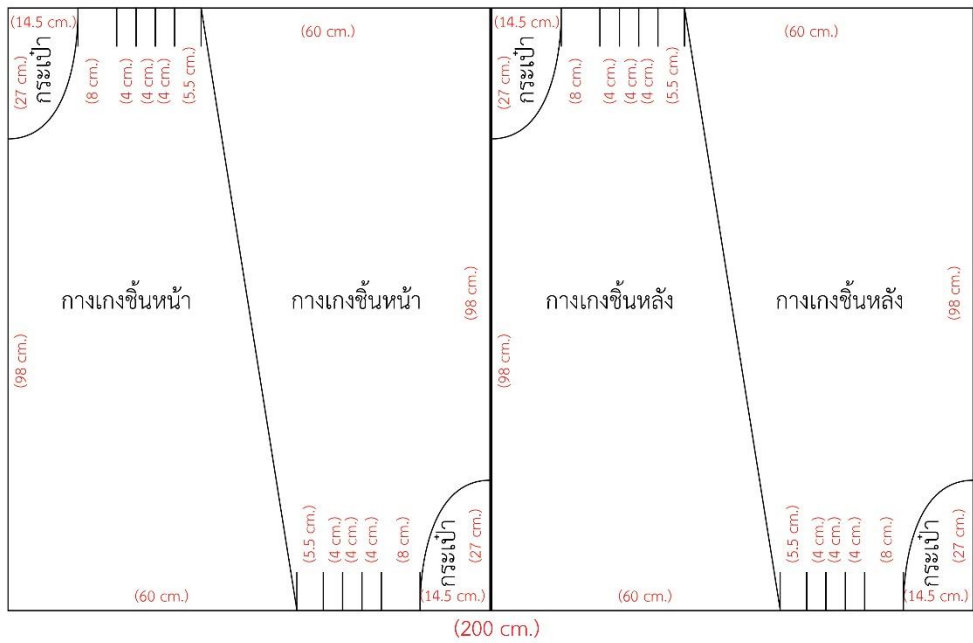 (14.5 cm.)
(60 cm.)
(27 cm.)
กระเป๋า
(8 cm.)
(4 cm.)
(4 cm.)
(4 cm.)
(5.5 cm.)
กางเกงชิ้นหน้า
กางเกงชิ้นหน้า
(98 cm.)
(98 cm.)
(5.5 cm.)
(4 cm.)
(4 cm.)
(4 cm.)
(8 cm.)
กระเป๋า
(27 cm.)
(60 cm.)
(14.5 cm.)
(14.5 cm.)
(60 cm.)
(27 cm.)
กระเป๋า
(8 cm.)
(4 cm.)
(4 cm.)
(4 cm.)
(5.5 cm.)
กางเกงชิ้นหลัง
กางเกงชิ้นหลัง
(98 cm.)
(98 cm.)
(5.5 cm.)
(4 cm.)
(4 cm.)
(4 cm.)
(8 cm.)
กระเป๋า
(27 cm.)
(60 cm.)
(14.5 cm.)
(200 cm.)